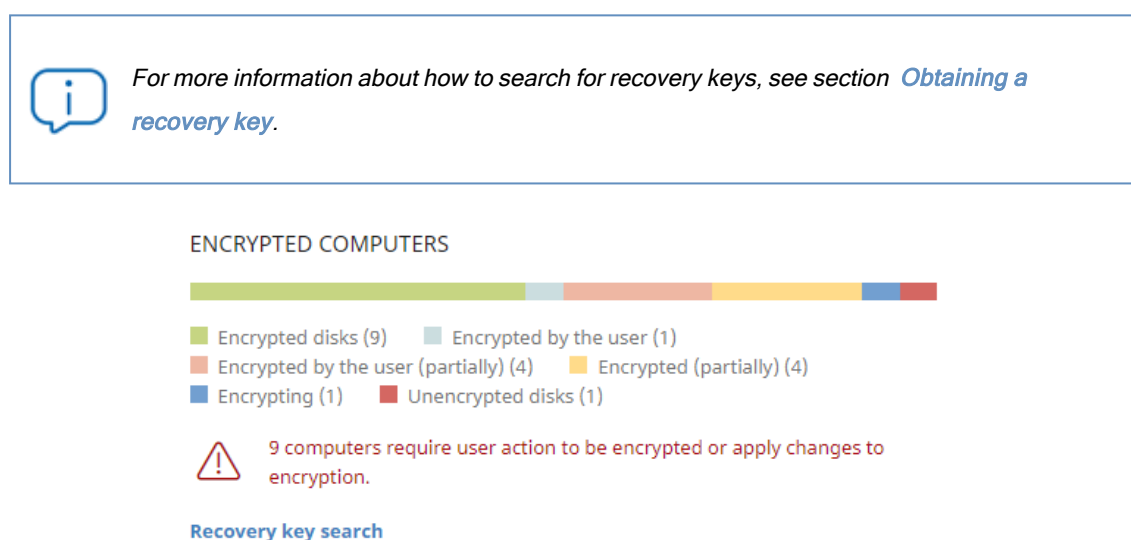 For more information about how to search for recovery keys, see section Obtaining a
recovery key.
ENCRYPTED COMPUTERS
Encrypted disks (9) Encrypted by the user (1)
Encrypted by the user (partially) (4) Encrypted (partially) (4)
Encrypting (1) Unencrypted disks (1)
9 computers require user action to be encrypted or apply changes to
encryption.
Recovery key search